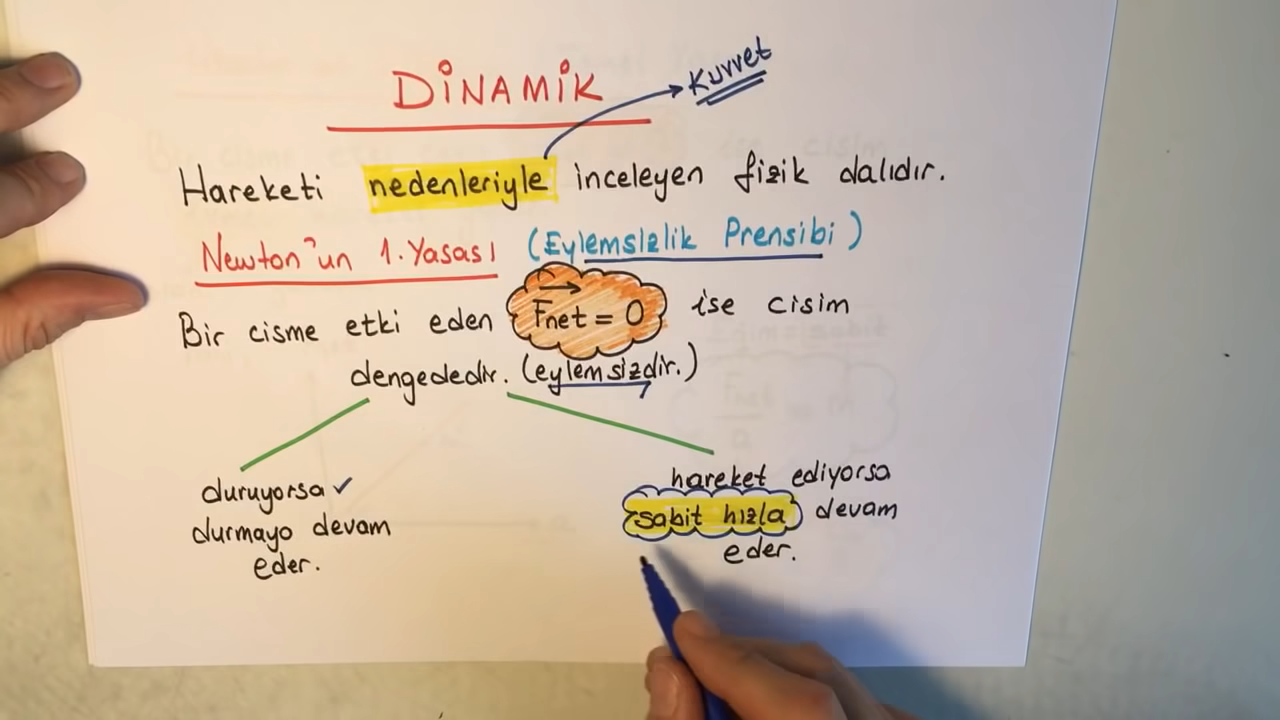 DİNAMİK
Kuvvet
Hareketi nedenleriyle inceleyen fizik dalıdır.
Newton'un 1. Yasası (Eylemsizlik Prensibi)
Bir cisme etki eden Fnet = 0 ise cisim
dengededir. (eylemsizdir.)
duruyorsa ✓
durmaya devam
eder.
hareket ediyorsa
sabit hızla devam
eder.